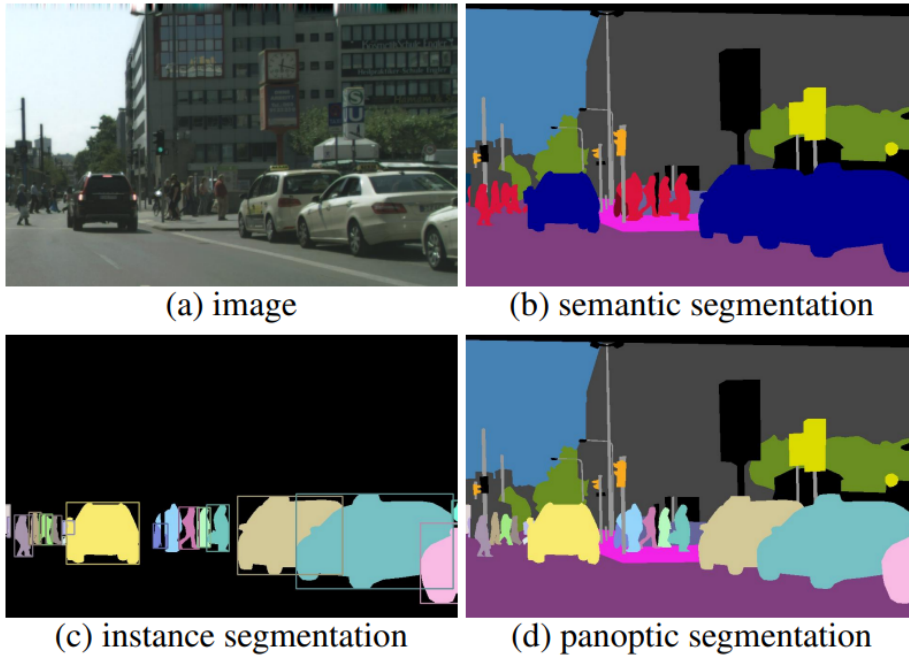 S
U
(a) image
(b) semantic segmentation
(c) instance segmentation
(d) panoptic segmentation